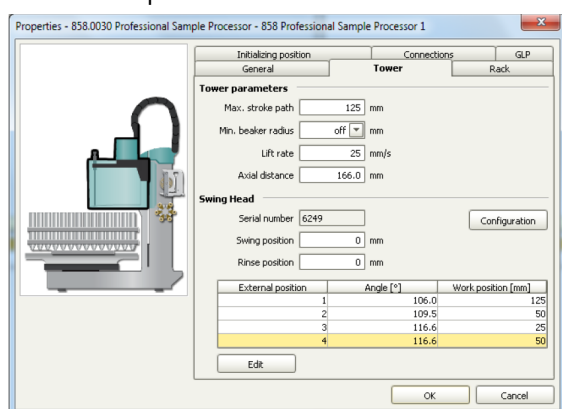 Properties - 858.0030 Professional Sample Processor - 858 Professional Sample Processor 1
Initializing position Connections GLP
General Tower Rack
Tower parameters
Max. stroke path 125 mm
Min. beaker radius off mm
Lift rate 25 mm/s
Axial distance 166.0 mm
Swing Head
Serial number 6249 Configuration
Swing position 0 mm
Rinse position 0 mm
External position Angle [°] Work position [mm]
1 106.0 125
2 109.5 50
3 116.6 25
4 116.6 50
Edit
OK Cancel